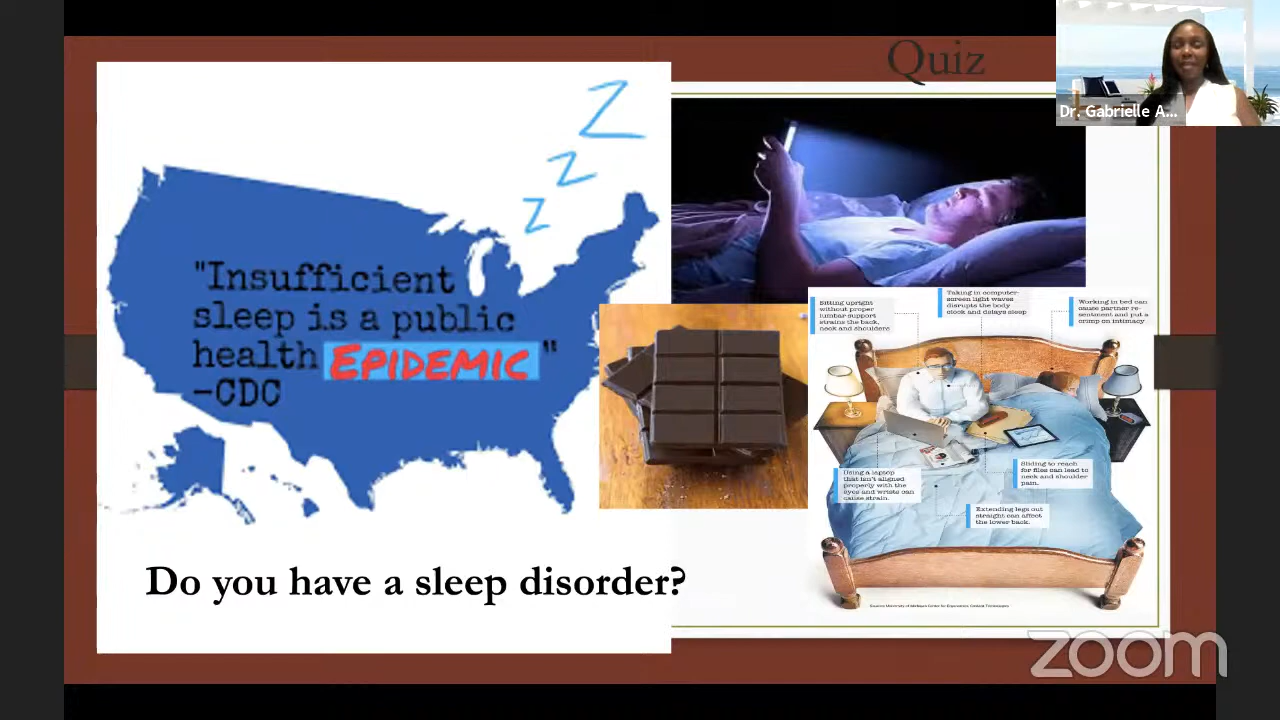 Quiz
Dr. Gabrielle A...
Z
Z
Z
"Insufficient
sleep is a public
health EPIDEMIC "
-CDC
Do you have a sleep disorder?
Sitting upright
without proper
lumbar support
strains the back,
neck and shoulders
Taking in computer-
screen light waves
disrupts the body
clock and delays sleep
Working in bed can
cause partner re-
sentment and put a
crimp on intimacy
Using a laptop
that isn't aligned
properly with the
eyes and wrists can
cause strain.
Sliding to reach
for files can lead to
neck and shoulder
pain.
Extending legs out
straight can affect
the lower back.
zoom